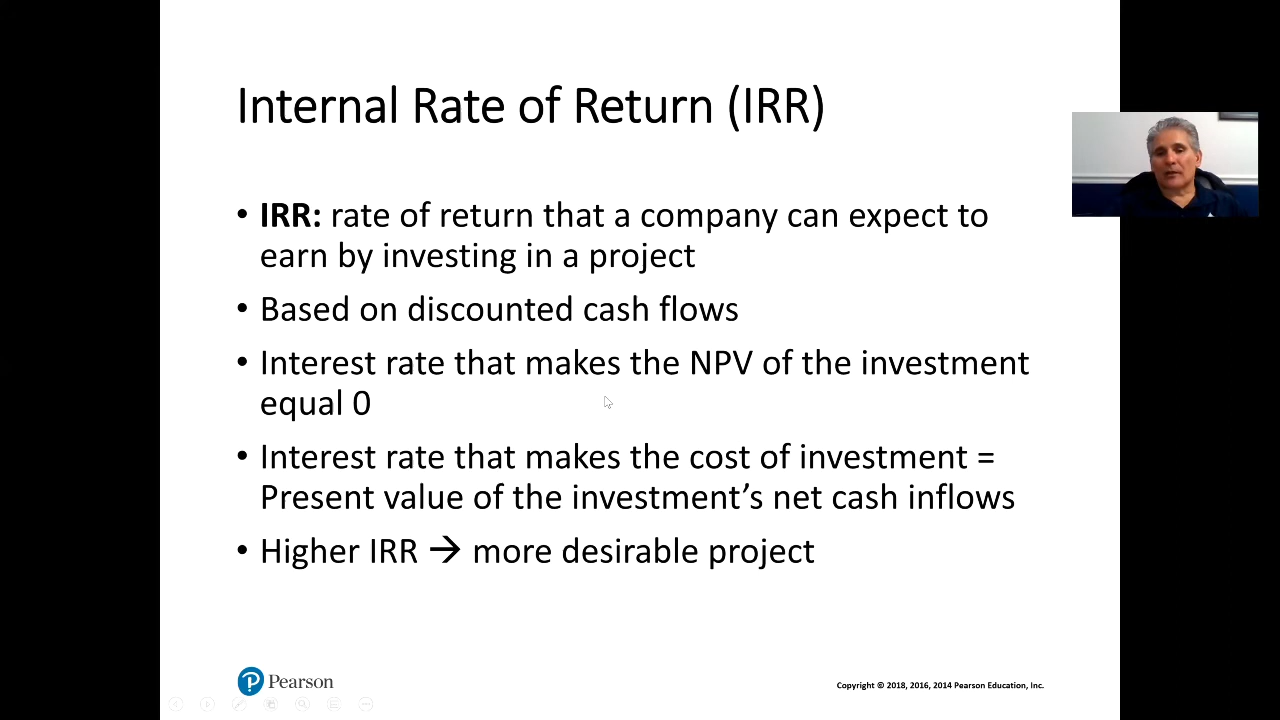 Internal Rate of Return (IRR)
• IRR: rate of return that a company can expect to
earn by investing in a project
• Based on discounted cash flows
• Interest rate that makes the NPV of the investment
equal 0
• Interest rate that makes the cost of investment =
Present value of the investment’s net cash inflows
• Higher IRR → more desirable project
P Pearson
Copyright © 2018, 2016, 2014 Pearson Education, Inc.